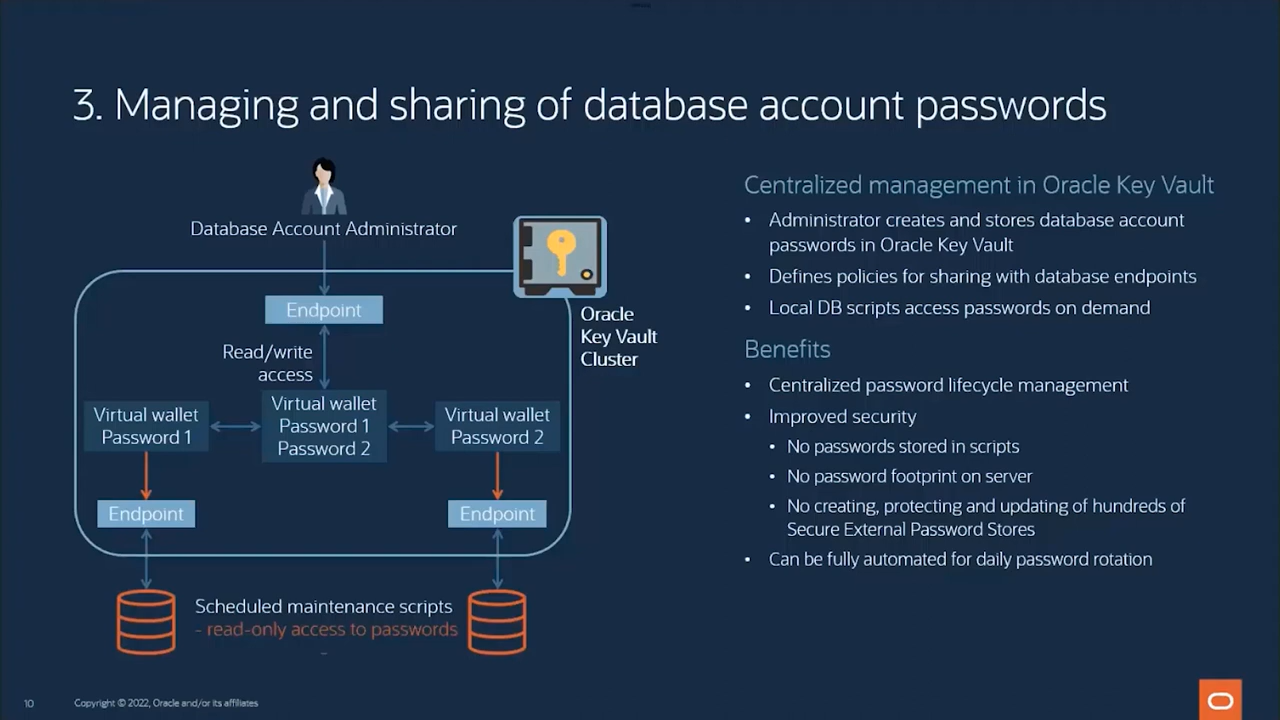 3. Managing and sharing of database account passwords
Database Account Administrator
Endpoint
Oracle
Key Vault
Cluster
Read/write
access
Virtual wallet
Password 1
Virtual wallet
Password 1
Password 2
Virtual wallet
Password 2
Endpoint
Endpoint
Scheduled maintenance scripts
- read-only access to passwords
Centralized management in Oracle Key Vault
• Administrator creates and stores database account
passwords in Oracle Key Vault
• Defines policies for sharing with database endpoints
• Local DB scripts access passwords on demand
Benefits
• Centralized password lifecycle management
• Improved security
• No passwords stored in scripts
• No password footprint on server
• No creating, protecting and updating of hundreds of
Secure External Password Stores
• Can be fully automated for daily password rotation
10
Copyright © 2022, Oracle and/or its affiliates